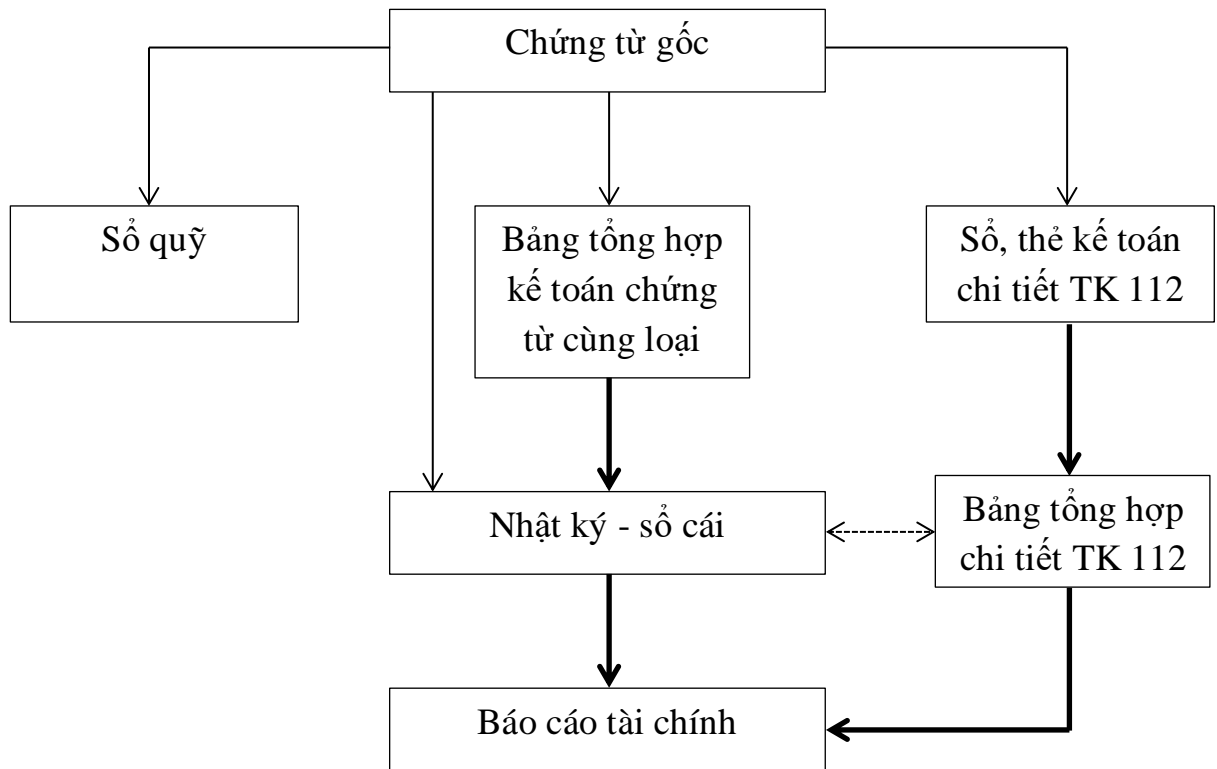 Chứng từ gốc
Sổ quỹ
Bảng tổng hợp
kế toán chứng
từ cùng loại
Sổ, thẻ kế toán
chi tiết TK 112
Nhật ký - sổ cái
Bảng tổng hợp
chi tiết TK 112
Báo cáo tài chính